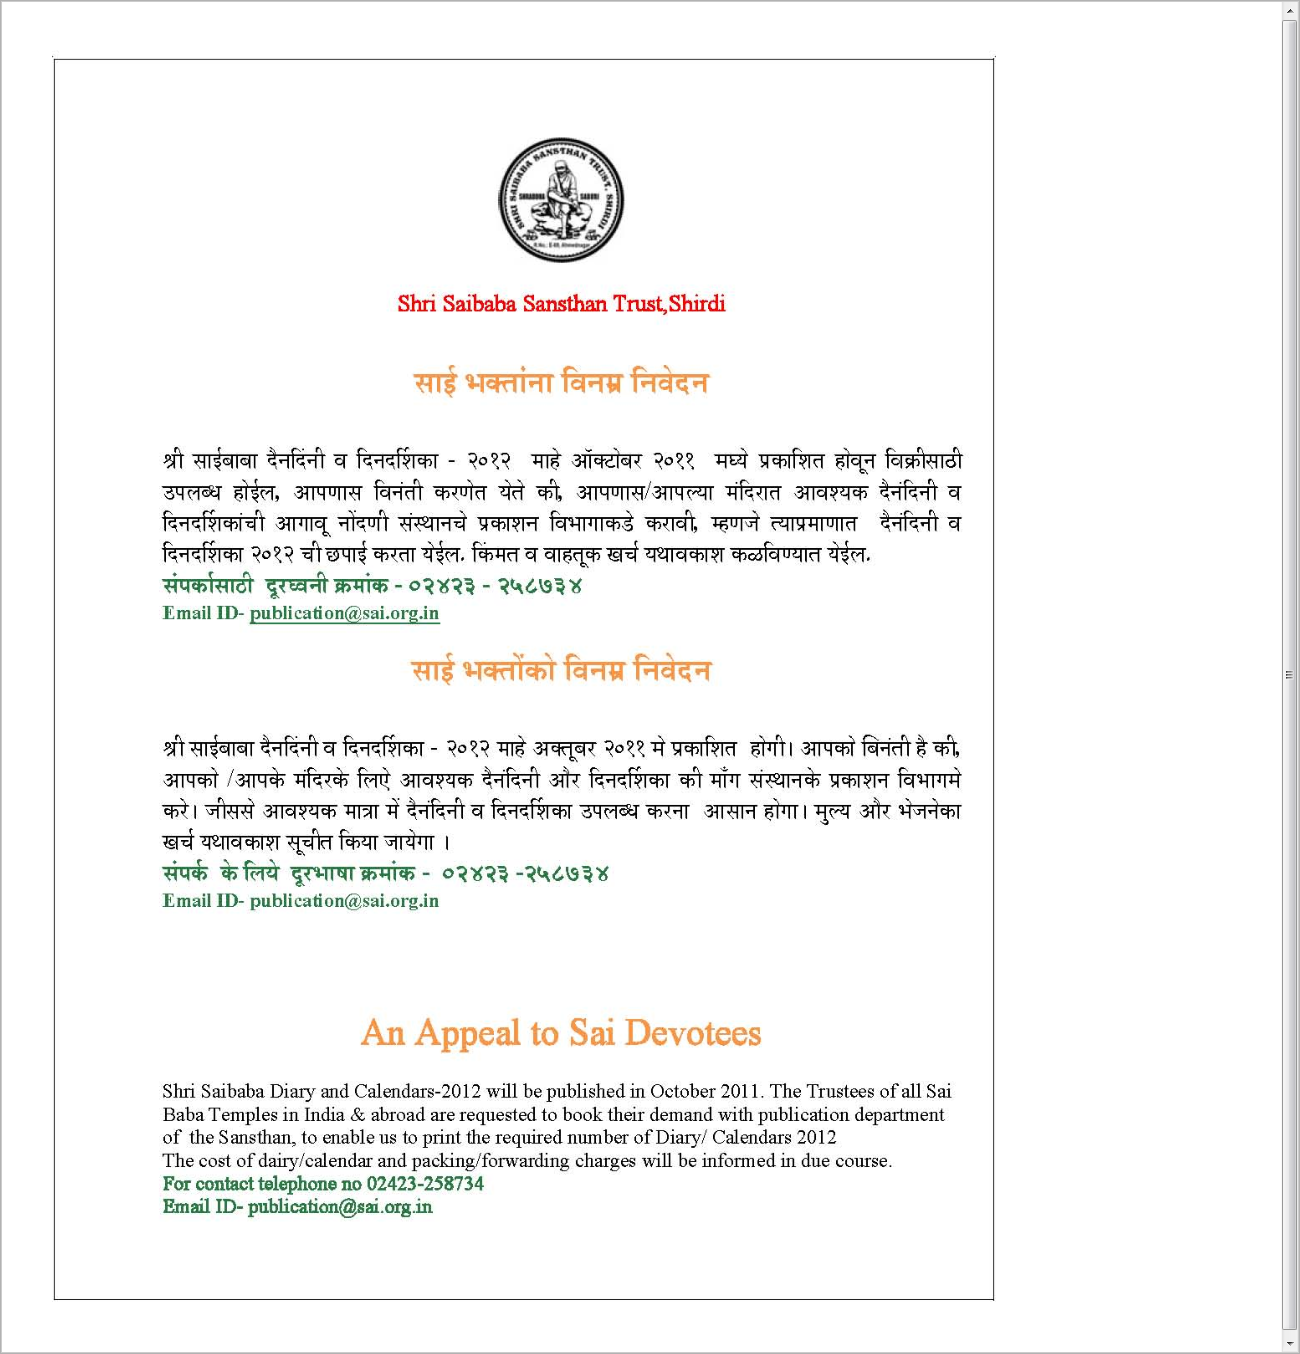 SHRI SAIBABA SANSTHAN TRUST, SHIRDI
SHRADDHA SABURI
R.No.: E-69, Ahmednagar
Shri Saibaba Sansthan Trust,Shirdi
साई भक्तांना विनम्र निवेदन
श्री साईबाबा दैनदिंनी व दिनदर्शिका - २०१२ माहे ऑक्टोबर २०११ मध्ये प्रकाशित होवून विक्रीसाठी
उपलब्ध होईल, आपणास विनंती करणेत येते की, आपणास/आपल्या मंदिरात आवश्यक दैनंदिनी व
दिनदर्शिकांची आगावू नोंदणी संस्थानचे प्रकाशन विभागाकडे करावी, म्हणजे त्याप्रमाणात दैनंदिनी व
दिनदर्शिका २०१२ ची छपाई करता येईल. किंमत व वाहतूक खर्च यथावकाश कळविण्यात येईल.
संपर्कासाठी दूरध्वनी क्रमांक - ०२४२३ - २५८७३४
Email ID- publication@sai.org.in
साई भक्तोंको विनम्र निवेदन
श्री साईबाबा दैनदिंनी व दिनदर्शिका - २०१२ माहे अक्तूबर २०११ मे प्रकाशित होगी। आपको बिनंती है की,
आपको /आपके मंदिरके लिऐ आवश्यक दैनंदिनी और दिनदर्शिका की माँग संस्थानके प्रकाशन विभागमे
करे। जीससे आवश्यक मात्रा में दैनंदिनी व दिनदर्शिका उपलब्ध करना आसान होगा। मुल्य और भेजनेका
खर्च यथावकाश सूचीत किया जायेगा ।
संपर्क के लिये दूरभाषा क्रमांक - ०२४२३ -२५८७३४
Email ID- publication@sai.org.in
An Appeal to Sai Devotees
Shri Saibaba Diary and Calendars-2012 will be published in October 2011. The Trustees of all Sai
Baba Temples in India & abroad are requested to book their demand with publication department
of the Sansthan, to enable us to print the required number of Diary/ Calendars 2012
The cost of dairy/calendar and packing/forwarding charges will be informed in due course.
For contact telephone no 02423-258734
Email ID- publication@sai.org.in